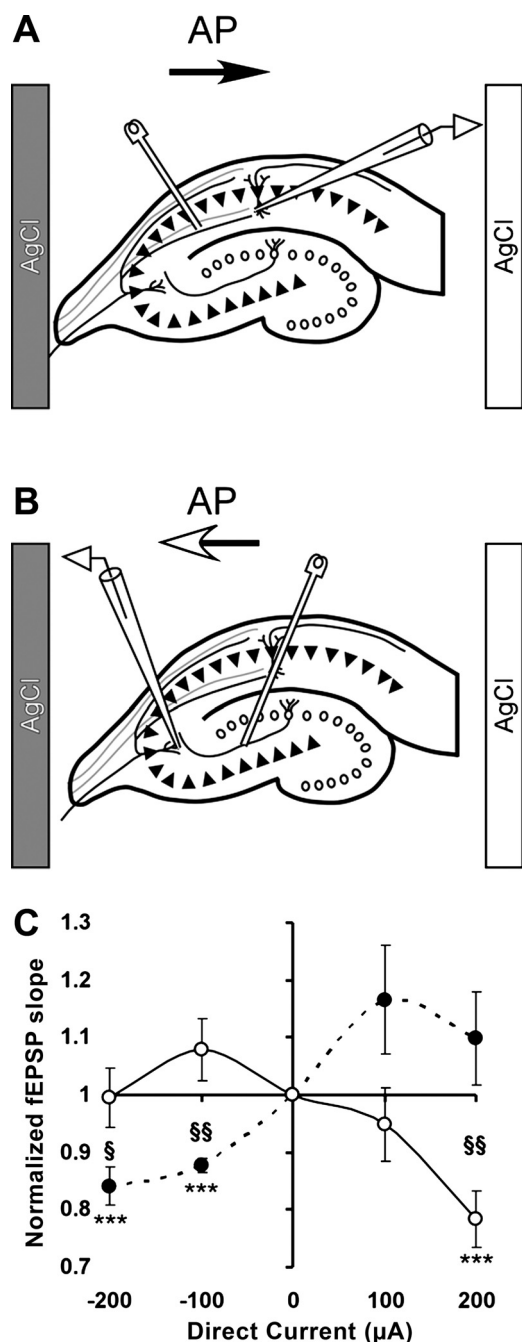 A
AP
AgCl
AgCl
B
AP
AgCl
AgCl
C
Normalized fEPSP slope
1.3
1.2
1.1
1
0.9
0.8
0.7
§
§§
§§
***
***
***
-200
-100
0
100
200
Direct Current (µA)